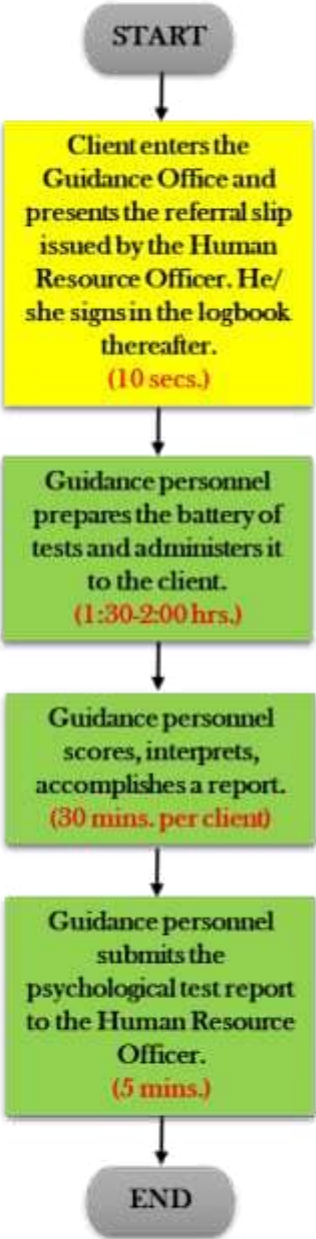 START
Client enters the
Guidance Office and
presents the referral slip
issued by the Human
Resource Officer. He/
she signs in the logbook
thereafter.
(10 secs.)
Guidance personnel
prepares the battery of
tests and administers it
to the client.
(1:30-2:00 hrs.)
Guidance personnel
scores, interprets,
accomplishes a report.
(30 mins. per client)
Guidance personnel
submits the
psychological test report
to the Human Resource
Officer.
(5 mins.)
END